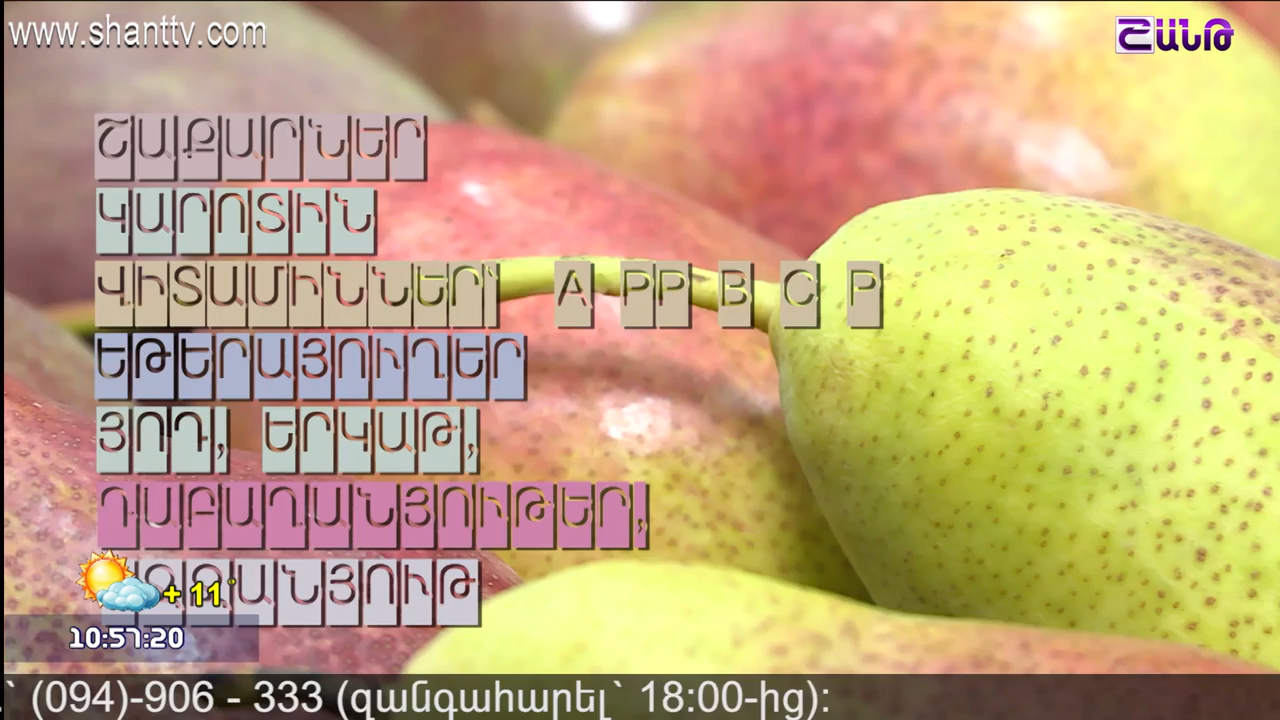 www.shanttv.com
Շանթ
ՇԱՔԱՐՆԵՐ
ԿԱՐՈՏԻՆ
ՎԻՏԱՄԻՆՆԵՐ՝ A PP B C P
ԵԹԵՐԱՅՈՒՂԵՐ
ՅՈԴ, ԵՐԿԱԹ,
ԴԱԲԱՂԱՆՅՈՒԹԵՐ,
+ 11°
10:57:20
.՝ (094)-906 - 333 (զանգահարել՝ 18:00-ից):